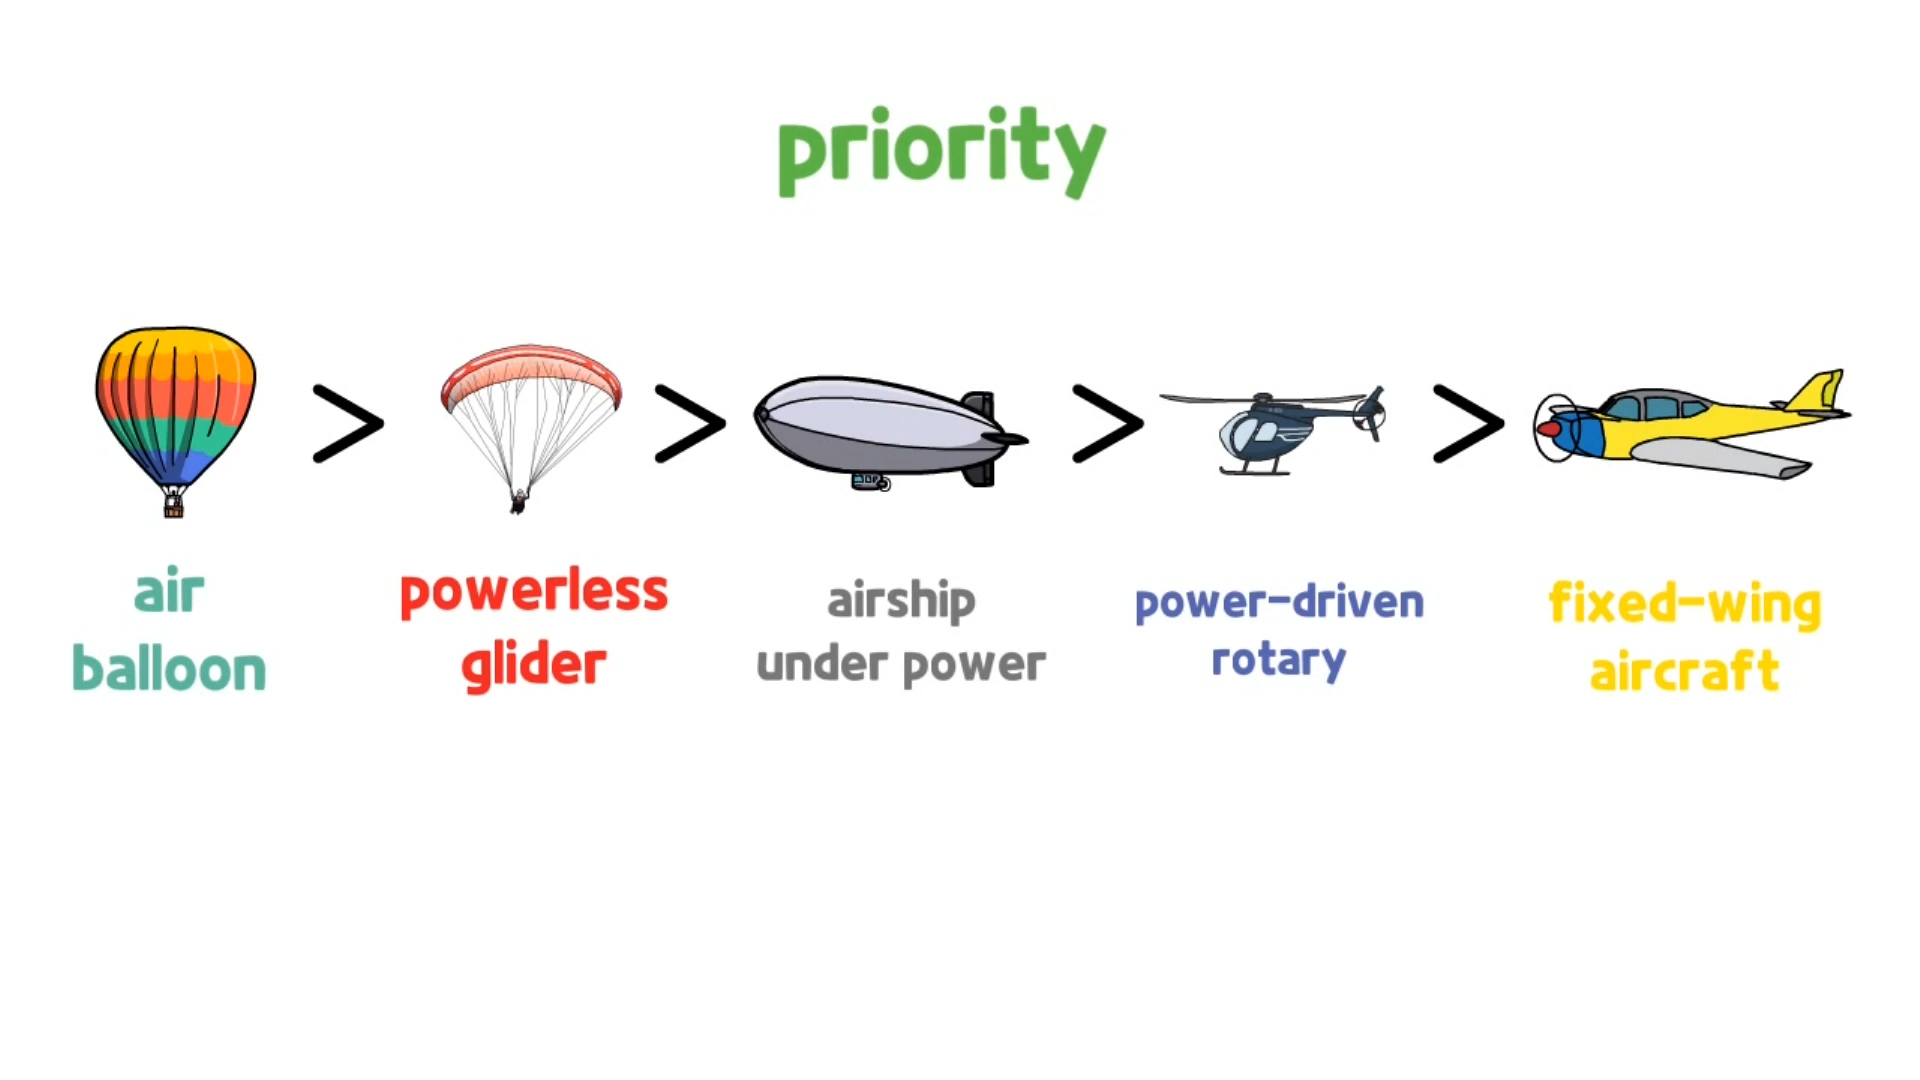 priority
> > > >
air
balloon
powerless
glider
airship
under power
power-driven
rotary
fixed-wing
aircraft